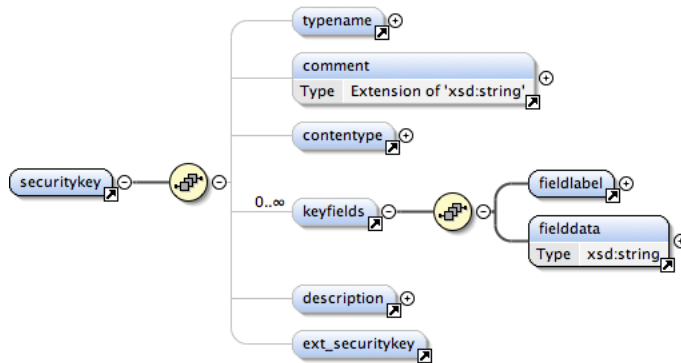 typename
comment
Type Extension of 'xsd:string'
contentype
securitykey
0..∞
keyfields
fieldlabel
fielddata
Type xsd:string
description
ext_securitykey